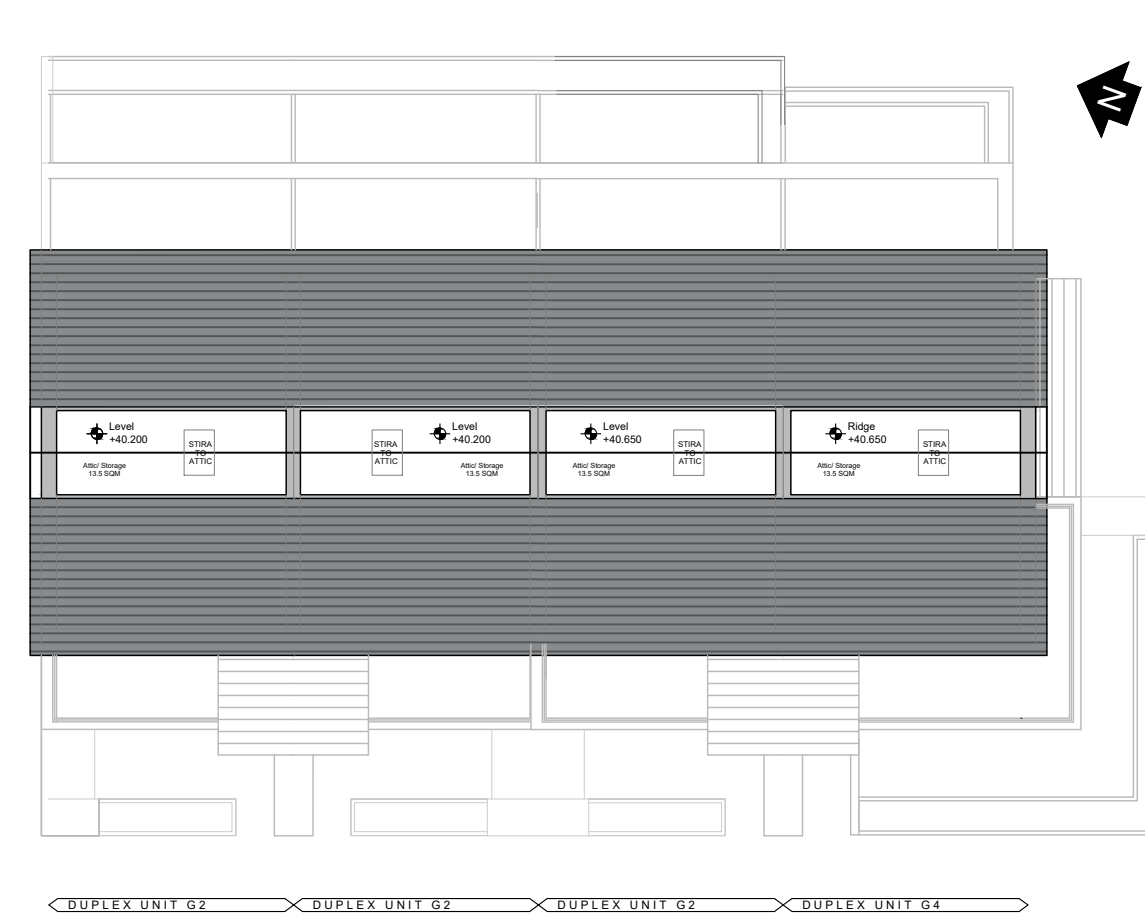 N
Level
+40.200
STIRA
TO
ATTIC
Attic/ Storage
13.5 SQM
STIRA
TO
ATTIC
Level
+40.200
Attic/ Storage
13.5 SQM
Level
+40.650
STIRA
TO
ATTIC
Attic/ Storage
13.5 SQM
Ridge
+40.650
STIRA
TO
ATTIC
Attic/ Storage
13.5 SQM
DUPLEX UNIT G2
DUPLEX UNIT G2
DUPLEX UNIT G2
DUPLEX UNIT G4